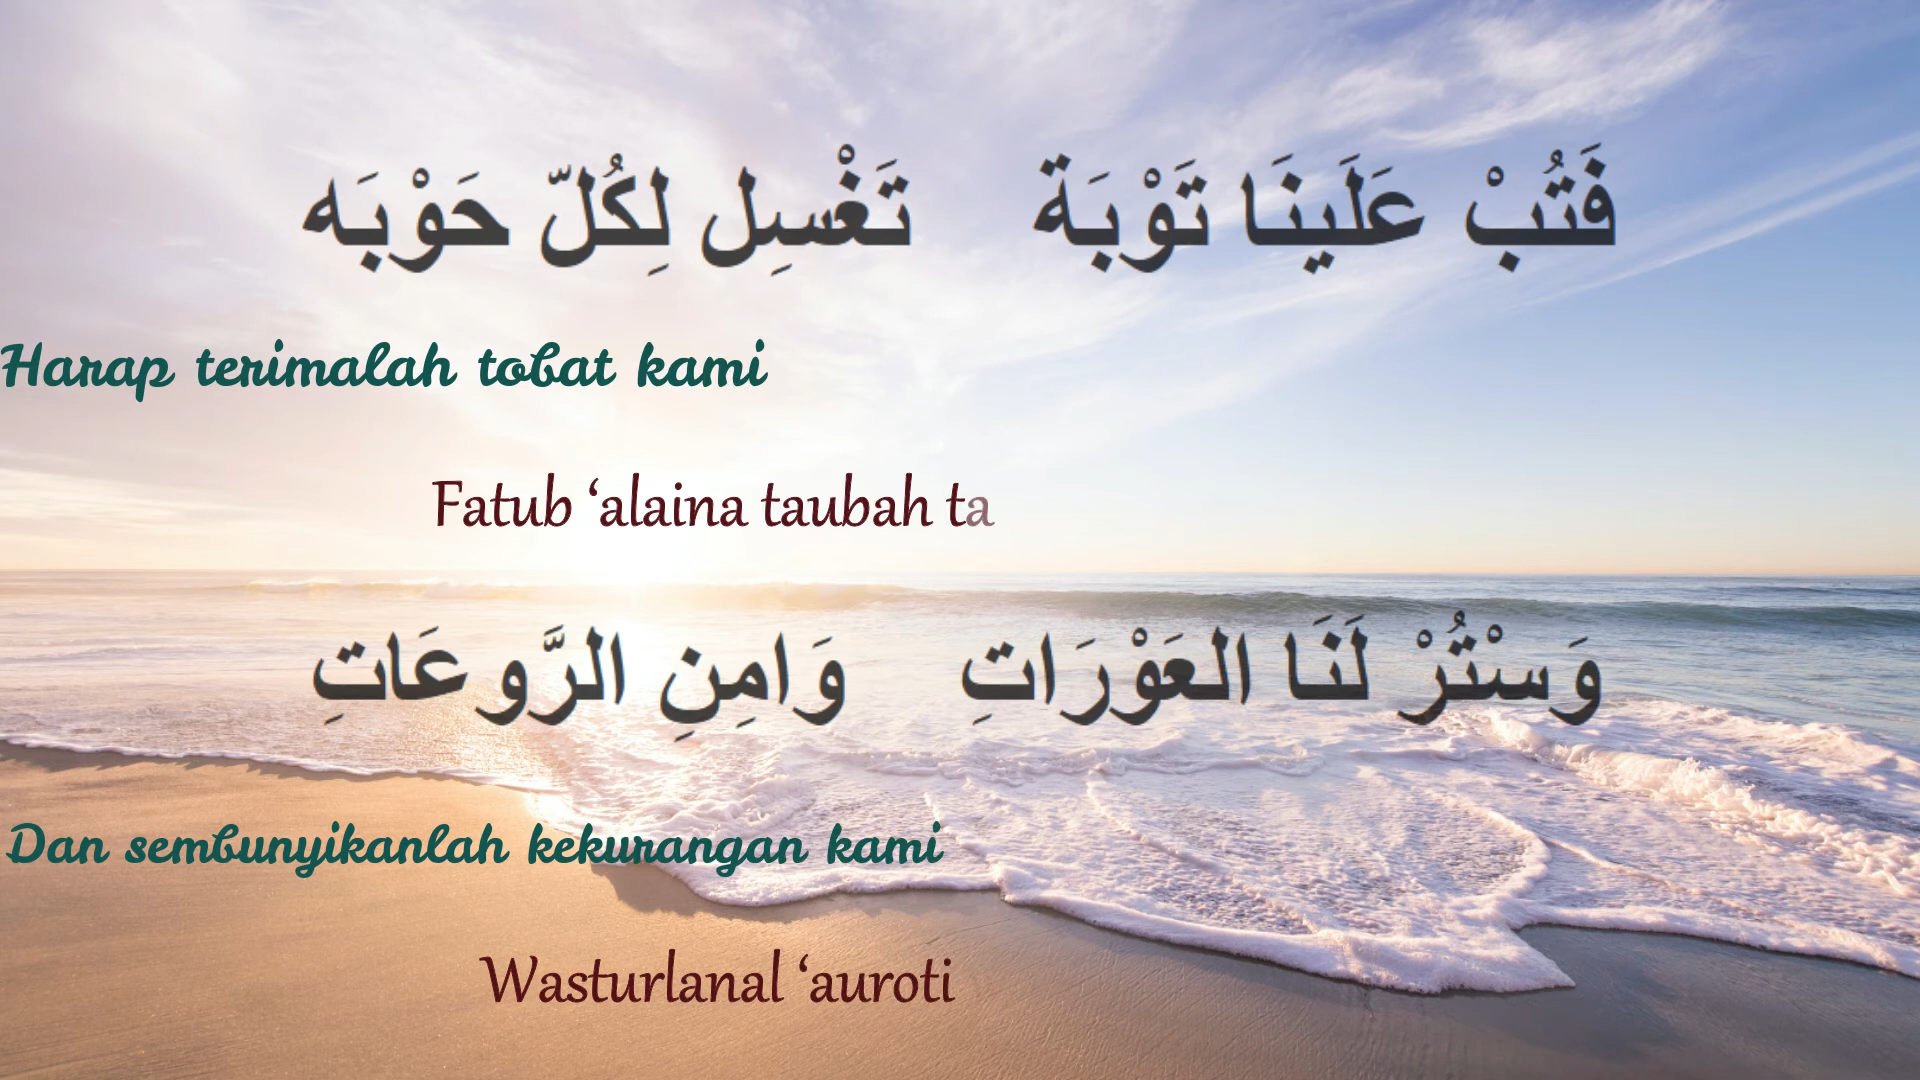 فَتُبْ عَلَينَا تَوْبَة تَغْسِل لِكُلّ حَوْبَه
Harap terimalah tobat kami
Fatub ‘alaina taubah ta
وَسْتُرْ لَنَا العَوْرَاتِ وَامِنِ الرَّوعَاتِ
Dan sembunyikanlah kekurangan kami
Wasturlanal ‘auroti